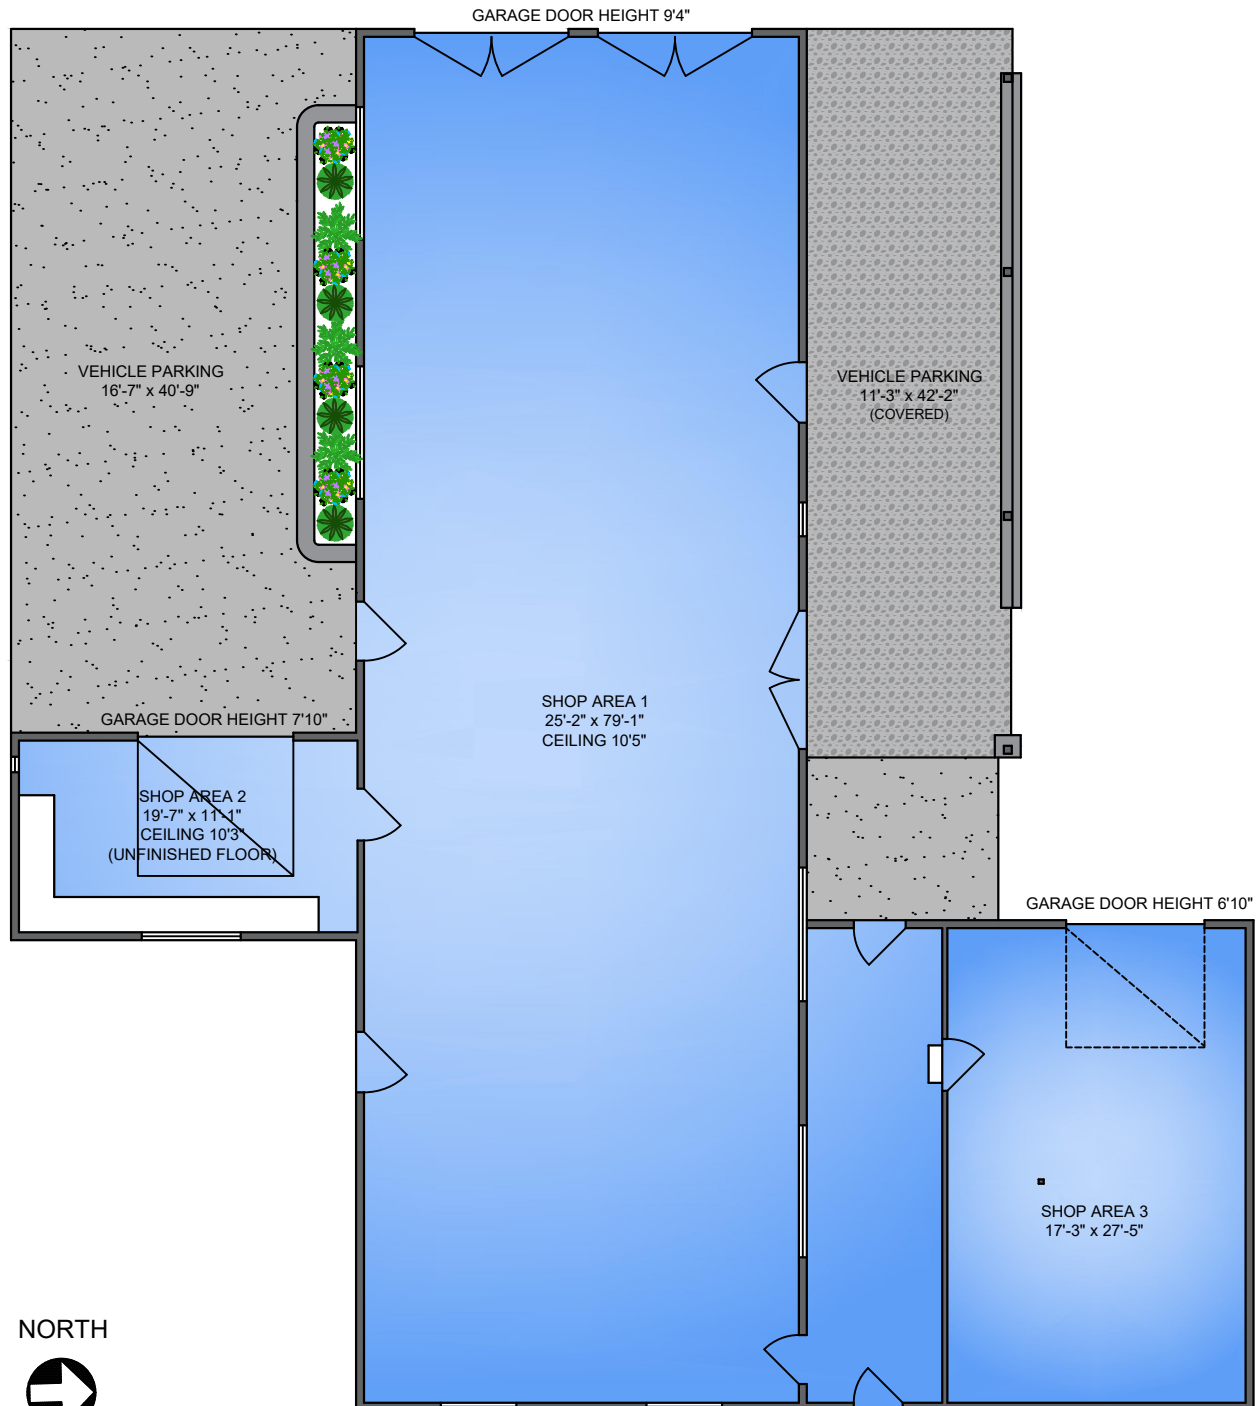 GARAGE DOOR HEIGHT 9'4"
VEHICLE PARKING
16'-7" x 40'-9"
VEHICLE PARKING
11'-3" x 42'-2"
(COVERED)
SHOP AREA 1
25'-2" x 79'-1"
CEILING 10'5"
GARAGE DOOR HEIGHT 7'10"
SHOP AREA 2
19'-7" x 11'-1"
CEILING 10'3"
(UNFINISHED FLOOR)
GARAGE DOOR HEIGHT 6'10"
SHOP AREA 3
17'-3" x 27'-5"
NORTH